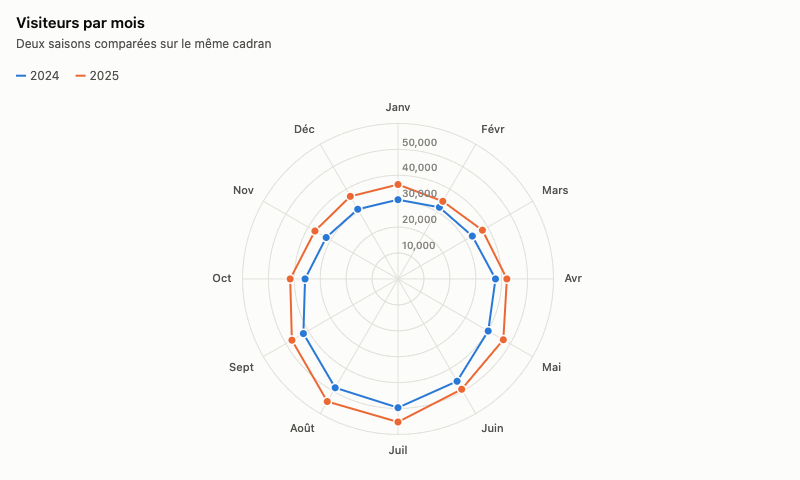 Visiteurs par mois
Deux saisons comparées sur le même cadran
2024 2025
Janv
Févr
Mars
Avr
Mai
Juin
Juil
Août
Sept
Oct
Nov
Déc
50,000
40,000
30,000
20,000
10,000